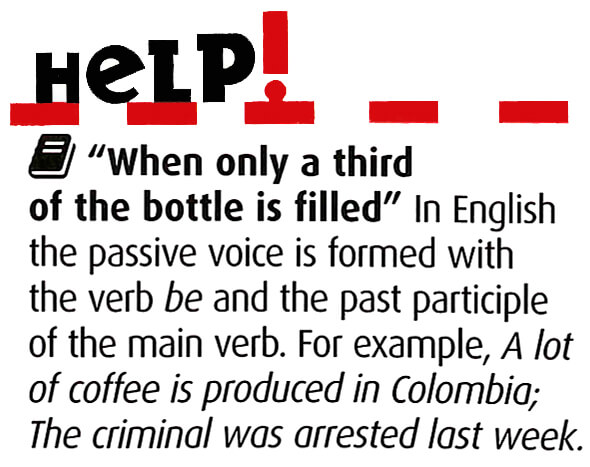 HeLP!
"When only a third
of the bottle is filled" In English
the passive voice is formed with
the verb be and the past participle
of the main verb. For example, A lot
of coffee is produced in Colombia;
The criminal was arrested last week.